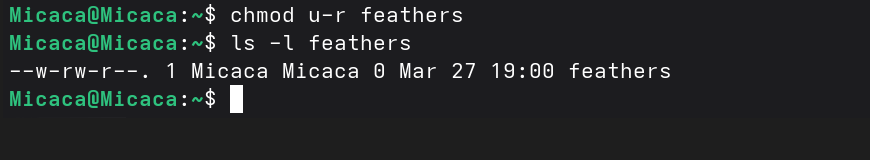 Micaca@Micaca:~$ chmod u-r feathers
Micaca@Micaca:~$ ls -l feathers
--w-rw-r--. 1 Micaca Micaca 0 Mar 27 19:00 feathers
Micaca@Micaca:~$